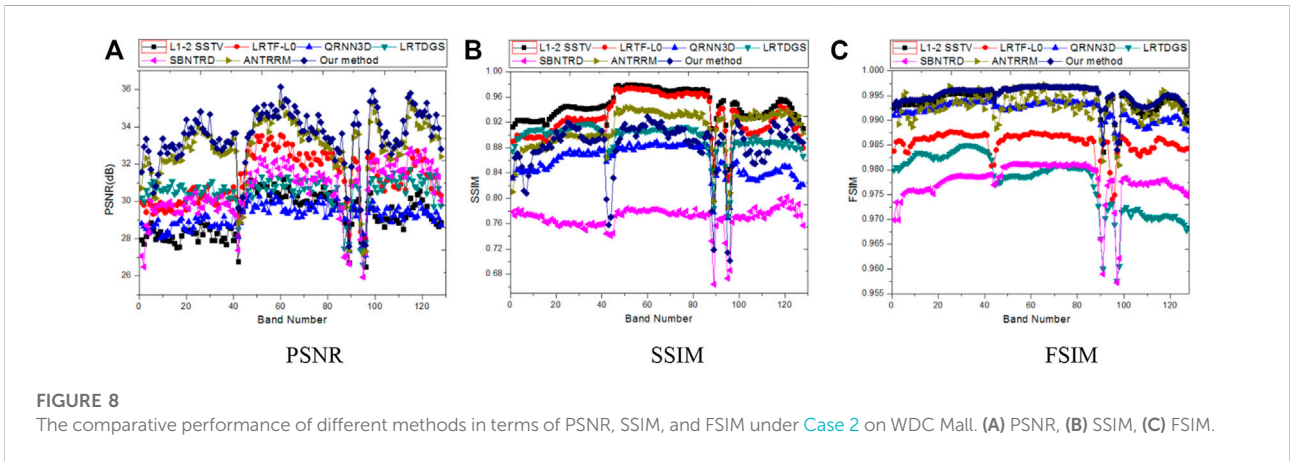 A
L1-2 SSTV LRTF-L0 QRNN3D LRTDGS
SBNTRD ANTRRM Our method
PSNR(dB)
36
34
32
30
28
26
0 20 40 60 80 100 120
Band Number
PSNR
B
L1-2 SSTV LRTF-L0 QRNN3D LRTDGS
SBNTRD ANTRRM Our method
SSIM
1.00
0.96
0.92
0.88
0.84
0.80
0.76
0.72
0.68
0 20 40 60 80 100 120
Band Number
SSIM
C
L1-2 SSTV LRTF-L0 QRNN3D LRTDGS
SBNTRD ANTRRM Our method
FSIM
1.000
0.995
0.990
0.985
0.980
0.975
0.970
0.965
0.960
0.955
0 20 40 60 80 100 120
Band Number
FSIM
FIGURE 8
The comparative performance of different methods in terms of PSNR, SSIM, and FSIM under Case 2 on WDC Mall. (A) PSNR, (B) SSIM, (C) FSIM.